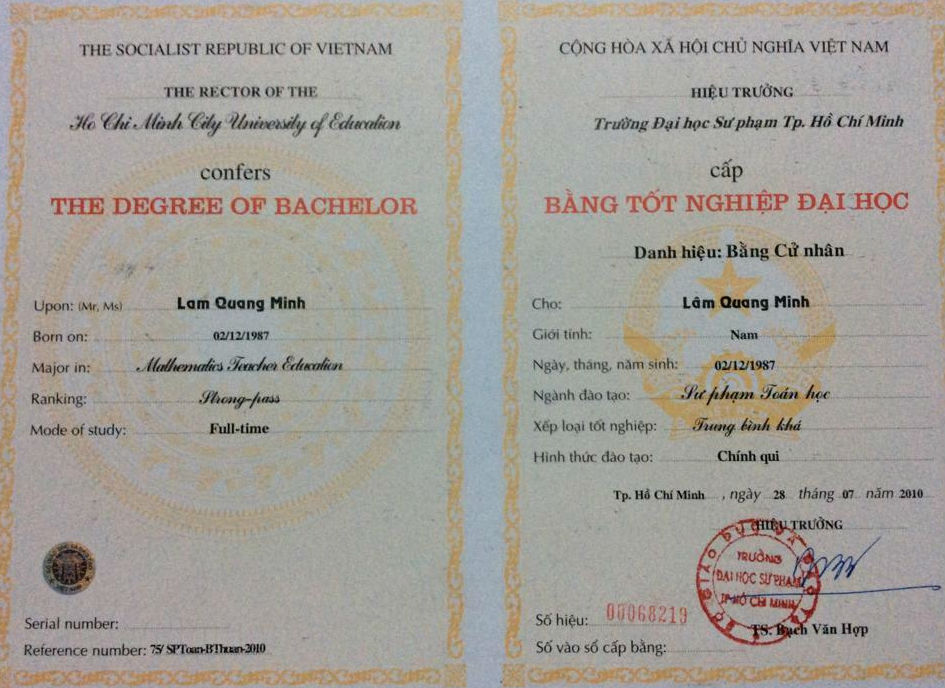 THE SOCIALIST REPUBLIC OF VIETNAM
THE RECTOR OF THE
Ho Chi Minh City University of Education
confers
THE DEGREE OF BACHELOR
Upon: (Mr, Ms) Lam Quang Minh
Born on: 02/12/1987
Major in: Mathematics Teacher Education
Ranking: Strong-pass
Mode of study: Full-time
Serial number:
Reference number: 75/ SPToan-BThuan-2010
CỘNG HÒA XÃ HỘI CHỦ NGHĨA VIỆT NAM
HIỆU TRƯỞNG
Trường Đại học Sư phạm Tp. Hồ Chí Minh
cấp
BẰNG TỐT NGHIỆP ĐẠI HỌC
Danh hiệu: Bằng Cử nhân
Cho: Lâm Quang Minh
Giới tính: Nam
Ngày, tháng, năm sinh: 02/12/1987
Ngành đào tạo: Sư phạm Toán học
Xếp loại tốt nghiệp: Trung bình khá
Hình thức đào tạo: Chính qui
Tp. Hồ Chí Minh, ngày 28 tháng 07 năm 2010
HIỆU TRƯỞNG
TRƯỜNG
ĐẠI HỌC SƯ PHẠM
TP HỒ CHÍ MINH
Số hiệu: 00068219
TS. Bạch Văn Hợp
Số vào sổ cấp bằng: